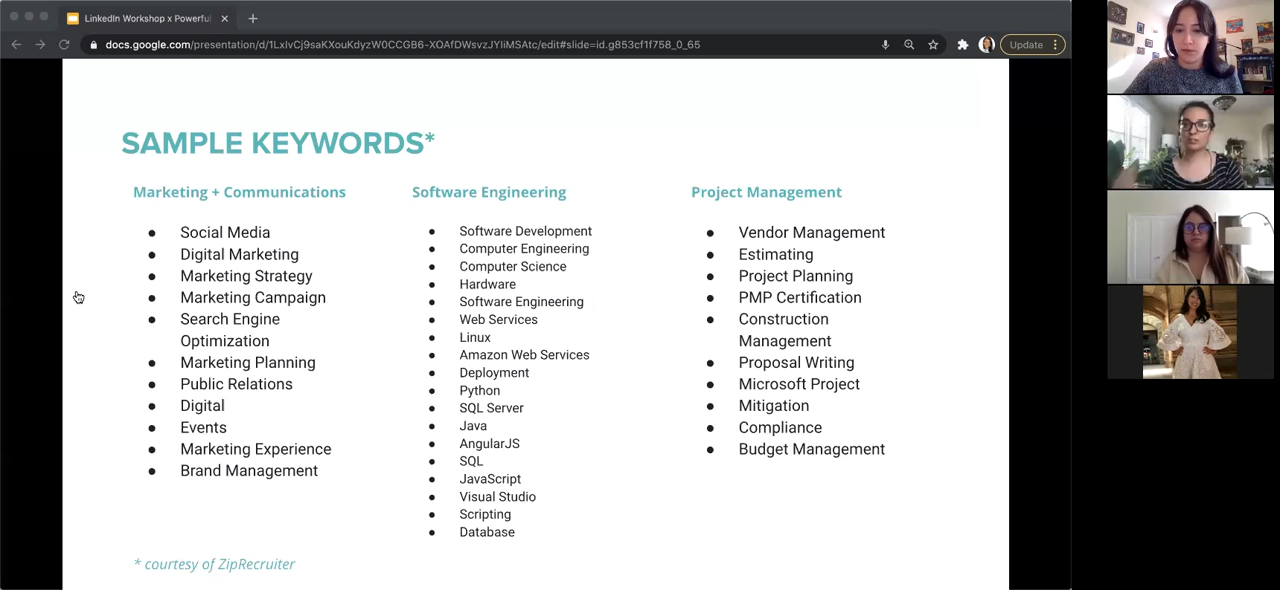 LinkedIn Workshop x Powerful
docs.google.com/presentation/d/1LxIvCj9saKXouKdyzW0CCGB6-XOAfDWsvzJYIiMSAtc/edit#slide=id.g853cf1f758_0_65
Update
SAMPLE KEYWORDS*
Marketing + Communications
Social Media
Digital Marketing
Marketing Strategy
Marketing Campaign
Search Engine
Optimization
Marketing Planning
Public Relations
Digital
Events
Marketing Experience
Brand Management
Software Engineering
Software Development
Computer Engineering
Computer Science
Hardware
Software Engineering
Web Services
Linux
Amazon Web Services
Deployment
Python
SQL Server
Java
AngularJS
SQL
JavaScript
Visual Studio
Scripting
Database
Project Management
Vendor Management
Estimating
Project Planning
PMP Certification
Construction
Management
Proposal Writing
Microsoft Project
Mitigation
Compliance
Budget Management
* courtesy of ZipRecruiter